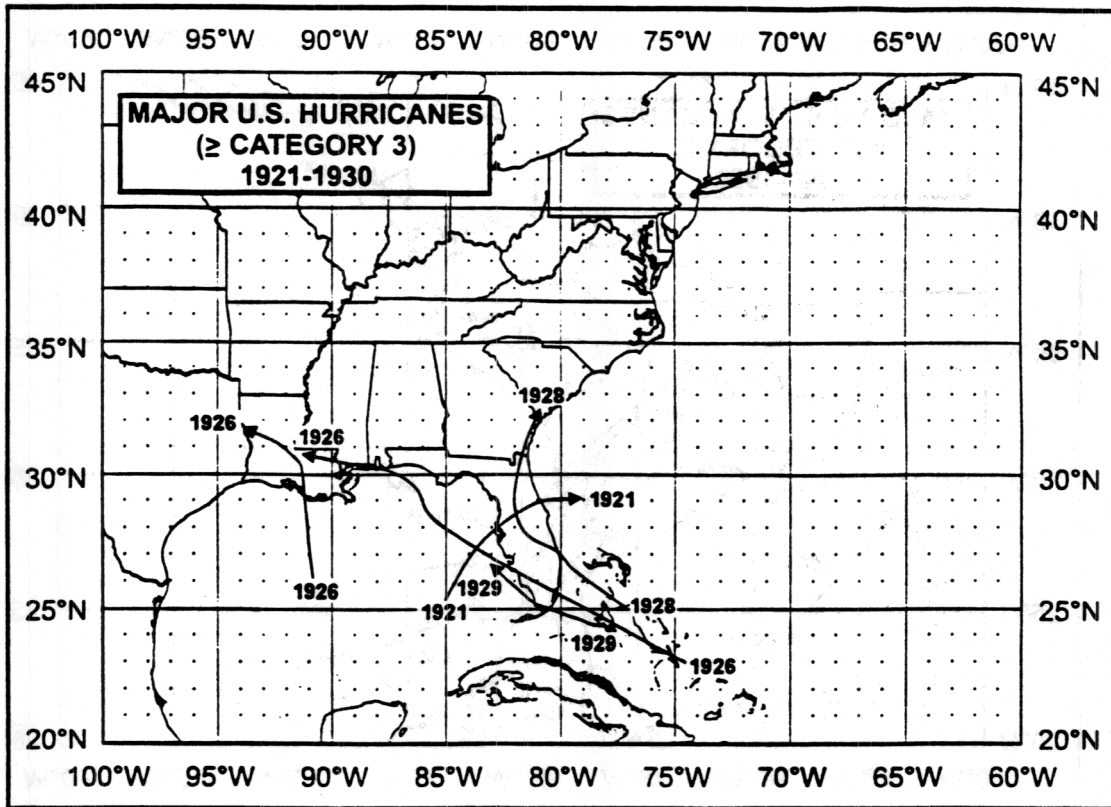 100°W 95°W 90°W 85°W 80°W 75°W 70°W 65°W 60°W
45°N 45°N
MAJOR U.S. HURRICANES
(≥ CATEGORY 3)
1921-1930
40°N 40°N
35°N 35°N
1928
1926
1926
30°N 30°N
1921
1926
1929
1921
25°N 25°N
1928
1929
1926
20°N 20°N
100°W 95°W 90°W 85°W 80°W 75°W 70°W 65°W 60°W